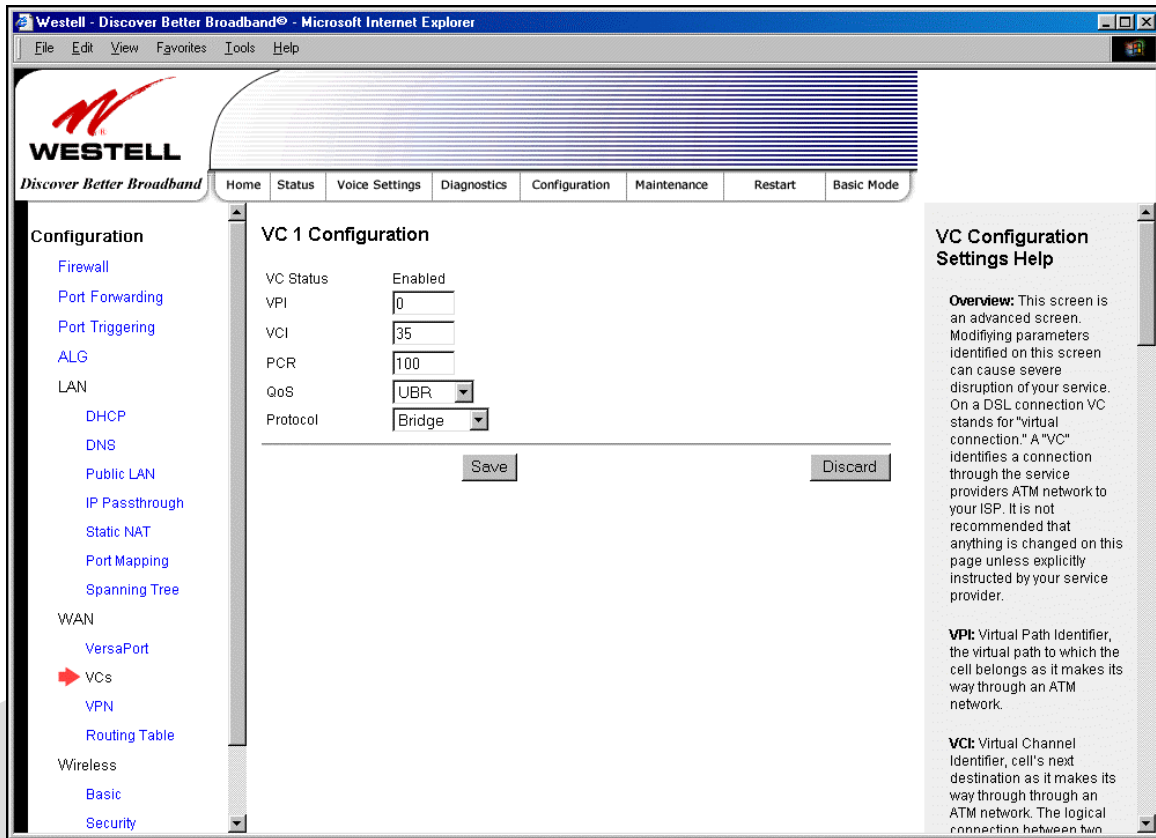 Westell - Discover Better Broadband® - Microsoft Internet Explorer
File Edit View Favorites Tools Help
WESTELL
Discover Better Broadband
Home Status Voice Settings Diagnostics Configuration Maintenance Restart Basic Mode
Configuration
Firewall
Port Forwarding
Port Triggering
ALG
LAN
DHCP
DNS
Public LAN
IP Passthrough
Static NAT
Port Mapping
Spanning Tree
WAN
VersaPort
VCs
VPN
Routing Table
Wireless
Basic
Security
VC 1 Configuration
VC Status Enabled
VPI 0
VCI 35
PCR 100
QoS UBR
Protocol Bridge
Save Discard
VC Configuration
Settings Help
Overview: This screen is
an advanced screen.
Modifiying parameters
identified on this screen
can cause severe
disruption of your service.
On a DSL connection VC
stands for "virtual
connection." A "VC"
identifies a connection
through the service
providers ATM network to
your ISP. It is not
recommended that
anything is changed on this
page unless explicitly
instructed by your service
provider.
VPI: Virtual Path Identifier,
the virtual path to which the
cell belongs as it makes its
way through an ATM
network.
VCI: Virtual Channel
Identifier, cell's next
destination as it makes its
way through through an
ATM network. The logical
connection between two